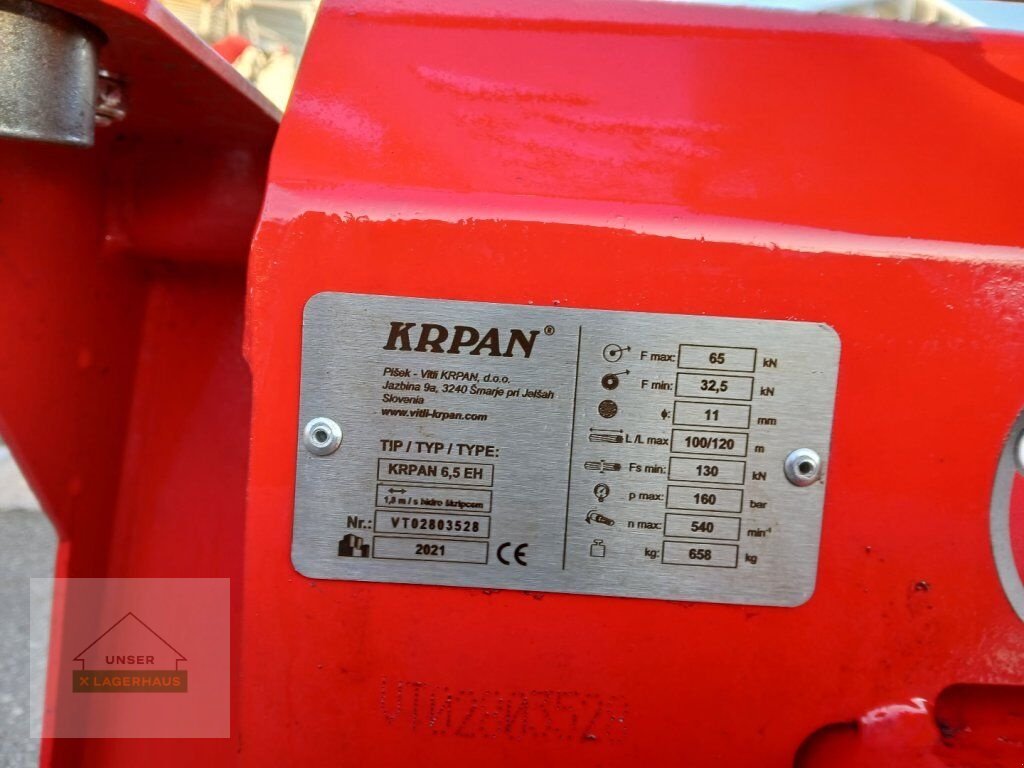 KRPAN®
Pišek - Vitli KRPAN, d.o.o.
Jazbina 9a, 3240 Šmarje pri Jelšah
Slovenia
www.vitli-krpan.com
TIP / TYP / TYPE:
KRPAN 6,5 EH
1,8 m / s hidro škripcem
Nr.: VT02803528
2021 CE
F max: 65 kN
F min: 32,5 kN
ϕ: 11 mm
L /L max 100/120 m
Fs min: 130 kN
p max: 160 bar
n max: 540 min⁻¹
kg: 658 kg
VT02803528
UNSER
X LAGERHAUS